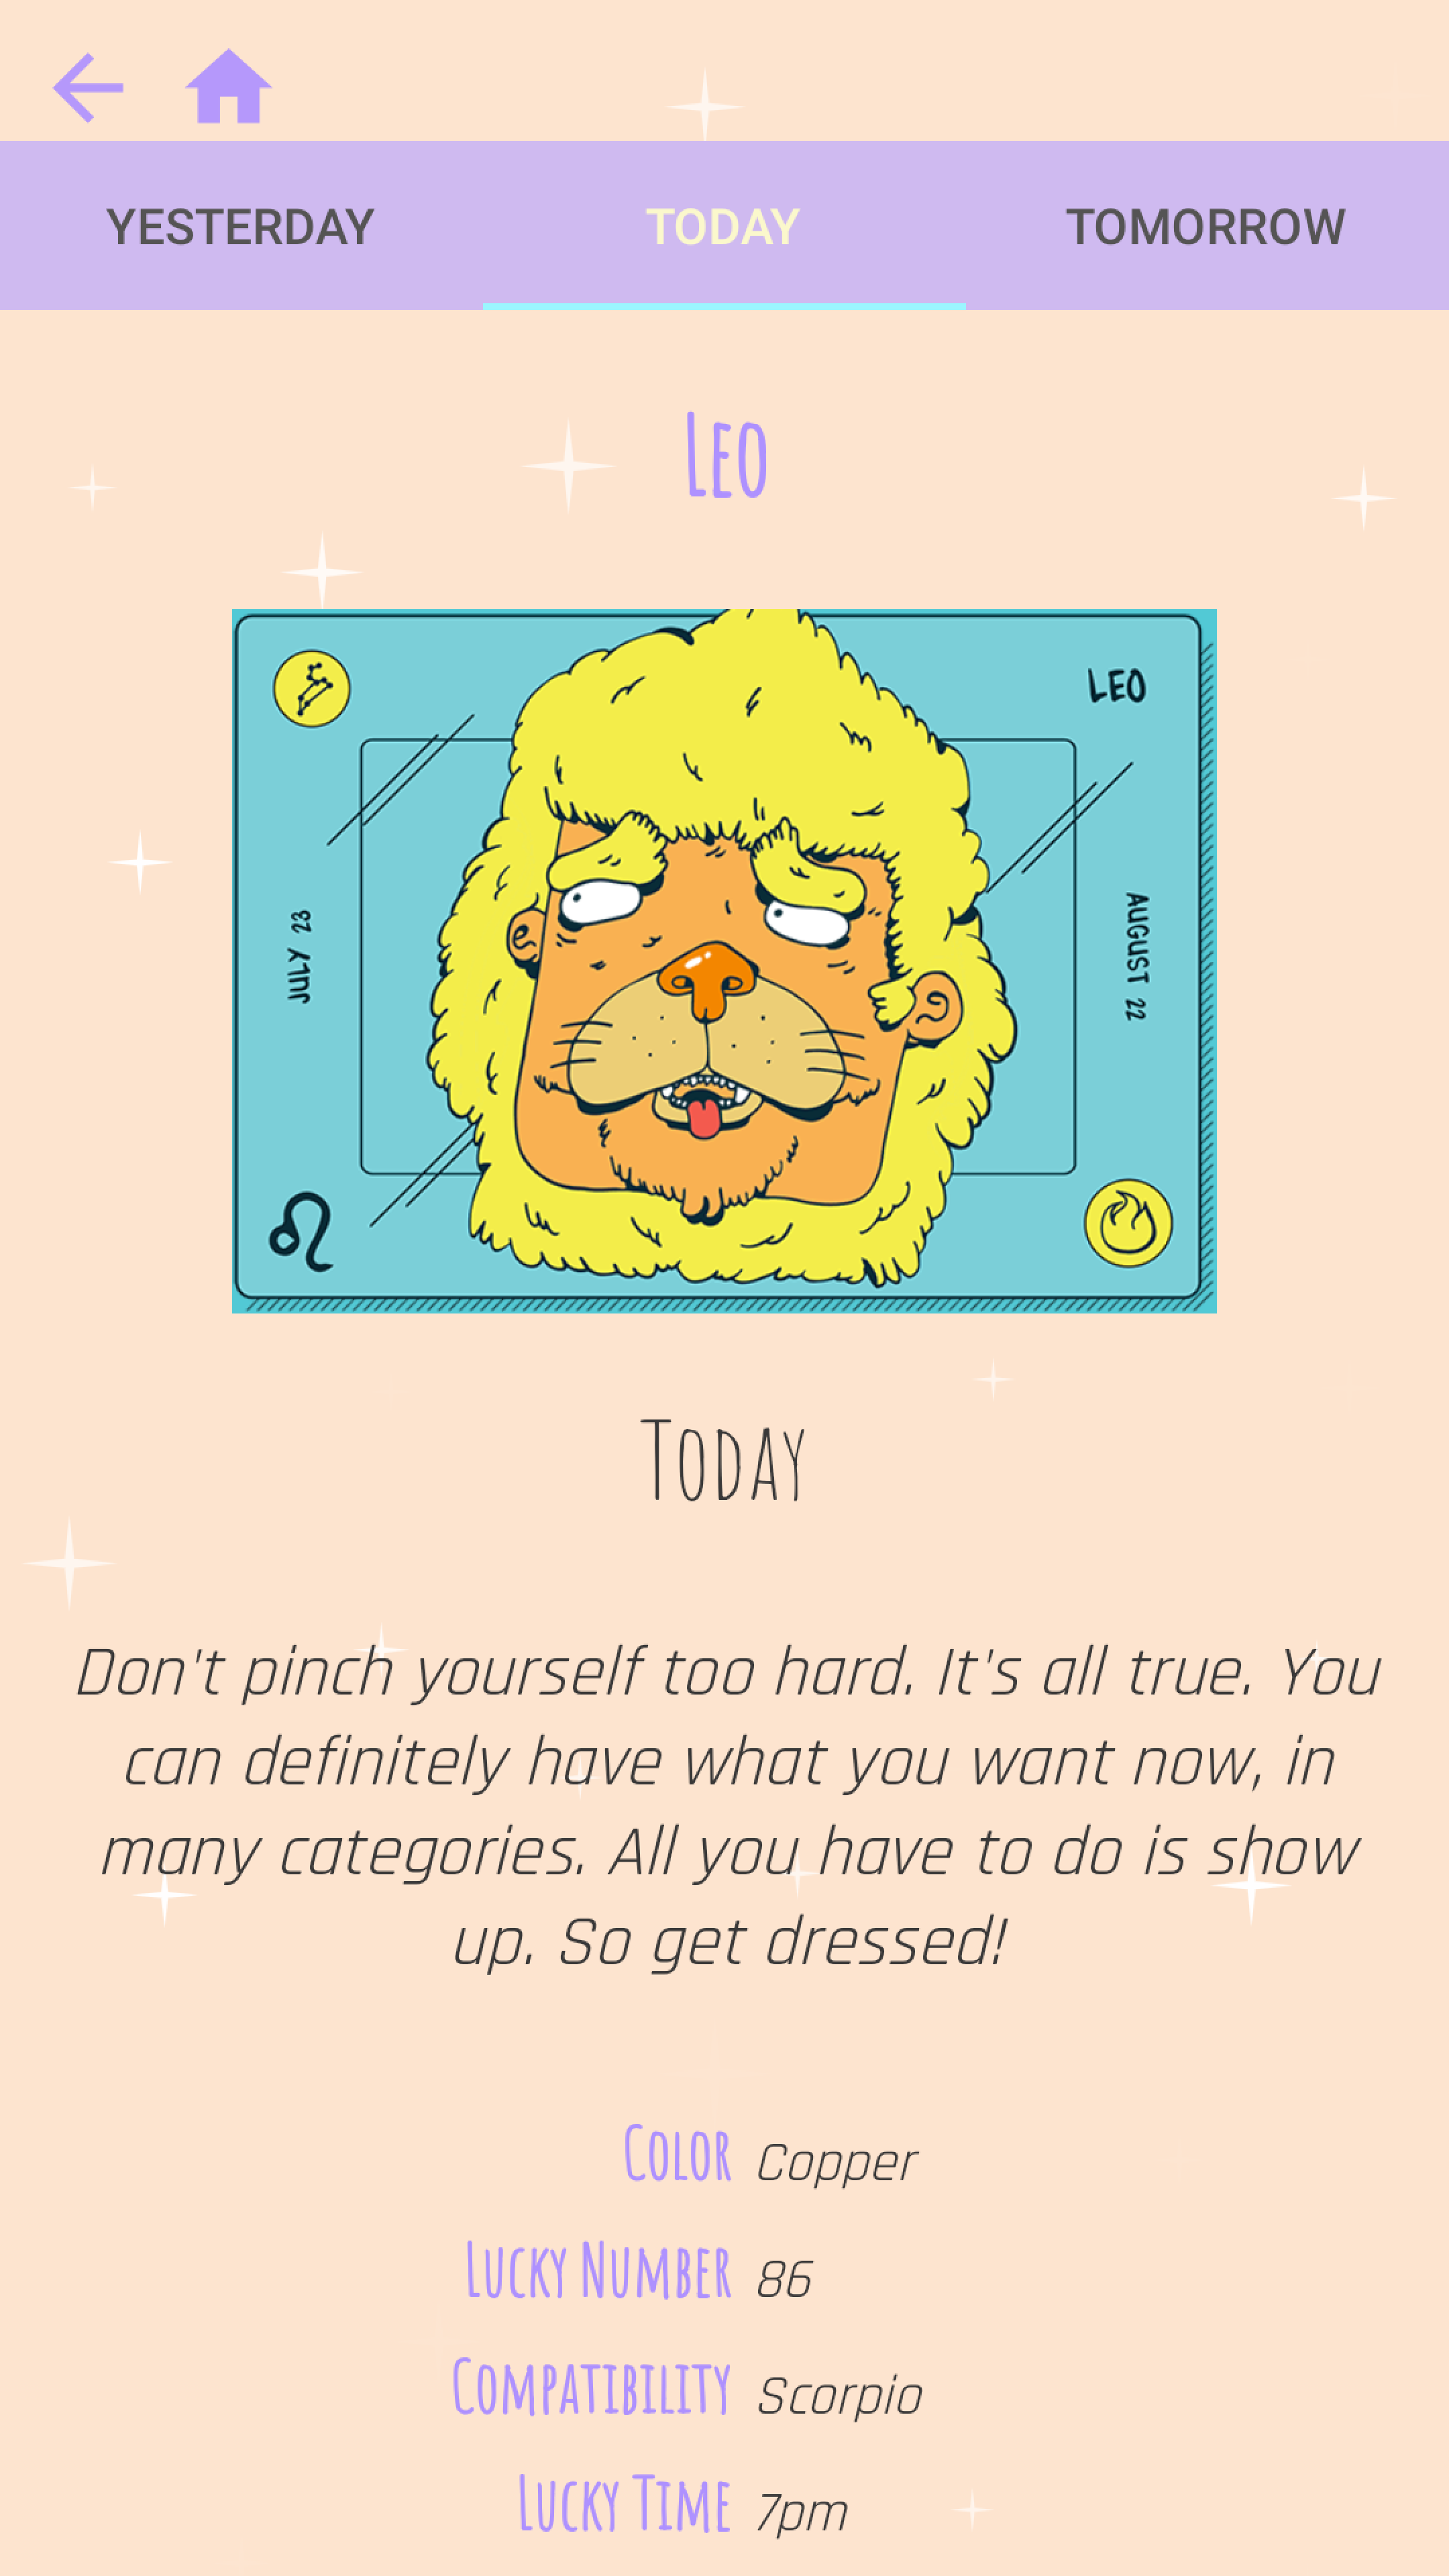 YESTERDAY TODAY TOMORROW
Leo
LEO
JULY 23
AUGUST 22
Today
Don't pinch yourself too hard. It's all true. You
can definitely have what you want now, in
many categories. All you have to do is show
up. So get dressed!
Color Copper
Lucky Number 86
Compatibility Scorpio
Lucky Time 7pm